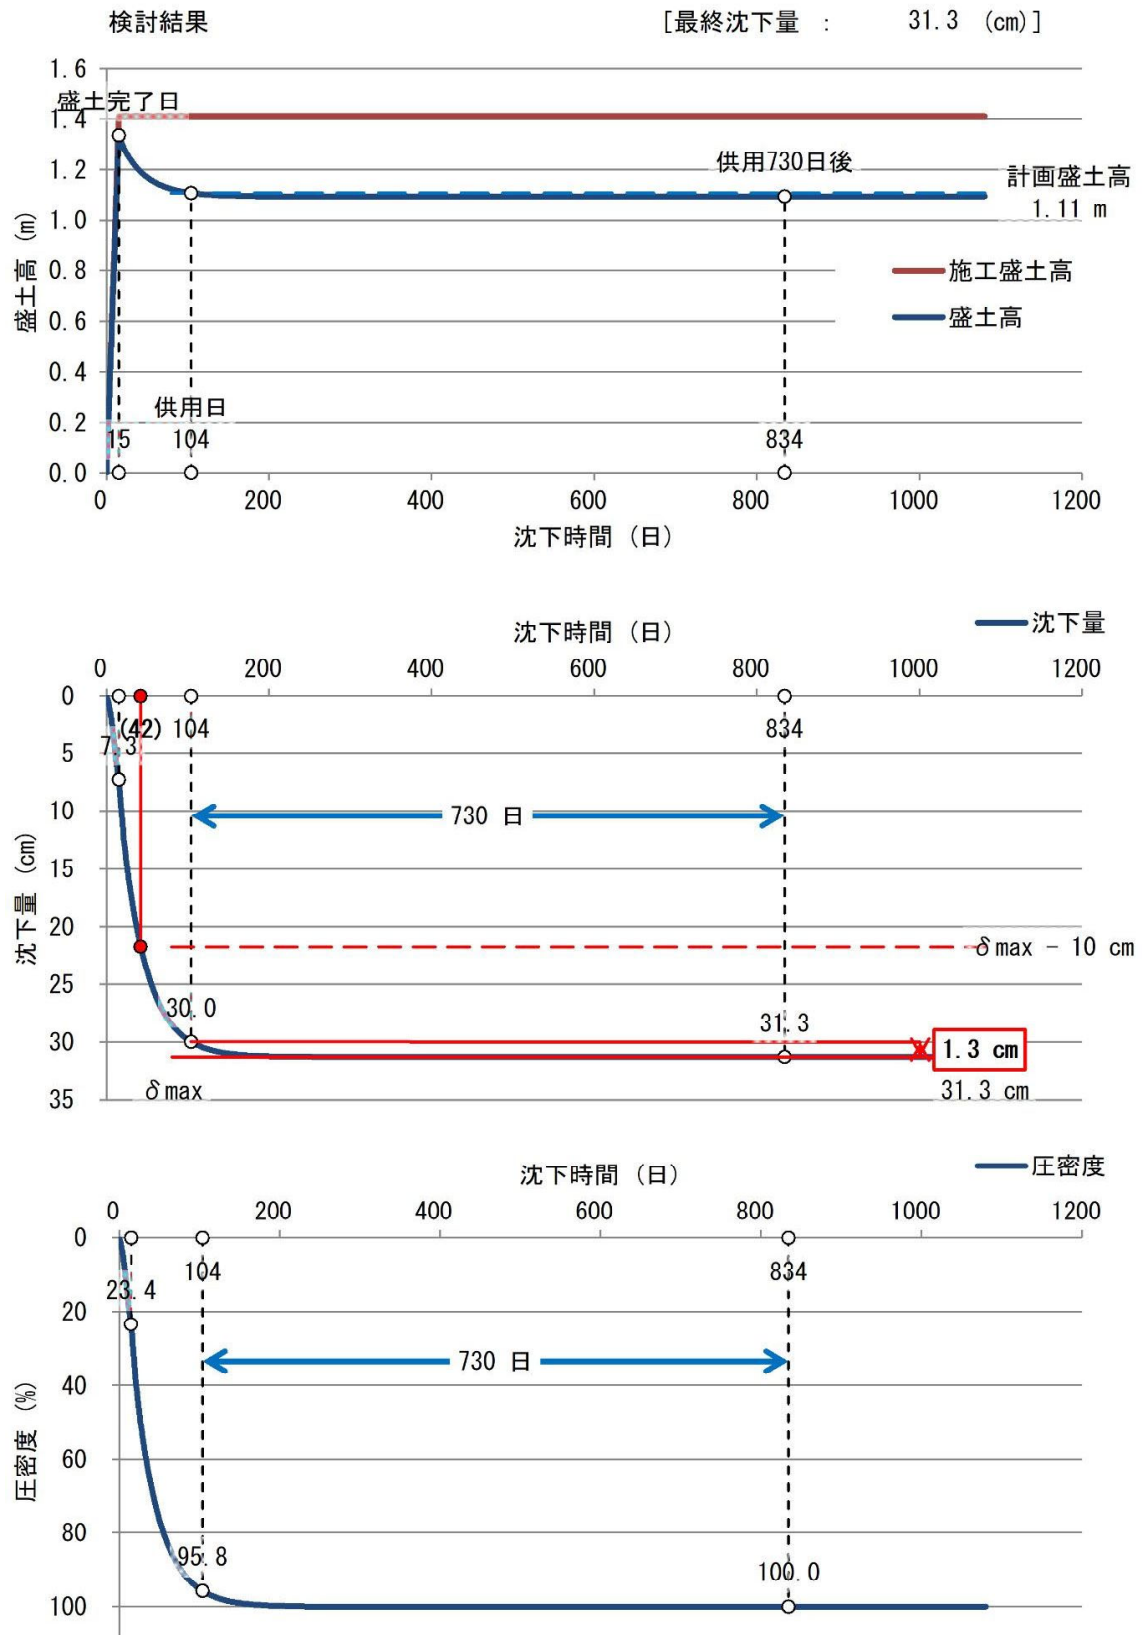 検討結果 [最終沈下量 : 31.3 (cm)]
1.6
盛土完了日
1.4
供用730日後
1.2
計画盛土高
1.11 m
1.0
盛土高 (m)
施工盛土高
0.8
盛土高
0.6
0.4
供用日
0.2
15 104 834
0.0
0 200 400 600 800 1000 1200
沈下時間 (日)
沈下時間 (日)
沈下量
0 200 400 600 800 1000 1200
0
(42) 104 834
7.3
5
10
730 日
15
沈下量 (cm)
20
δmax - 10 cm
25
30.0 31.3
30
1.3 cm
35
δmax 31.3 cm
沈下時間 (日)
圧密度
0 200 400 600 800 1000 1200
0
104 834
23.4
20
730 日
40
圧密度 (%)
60
80
95.8 100.0
100